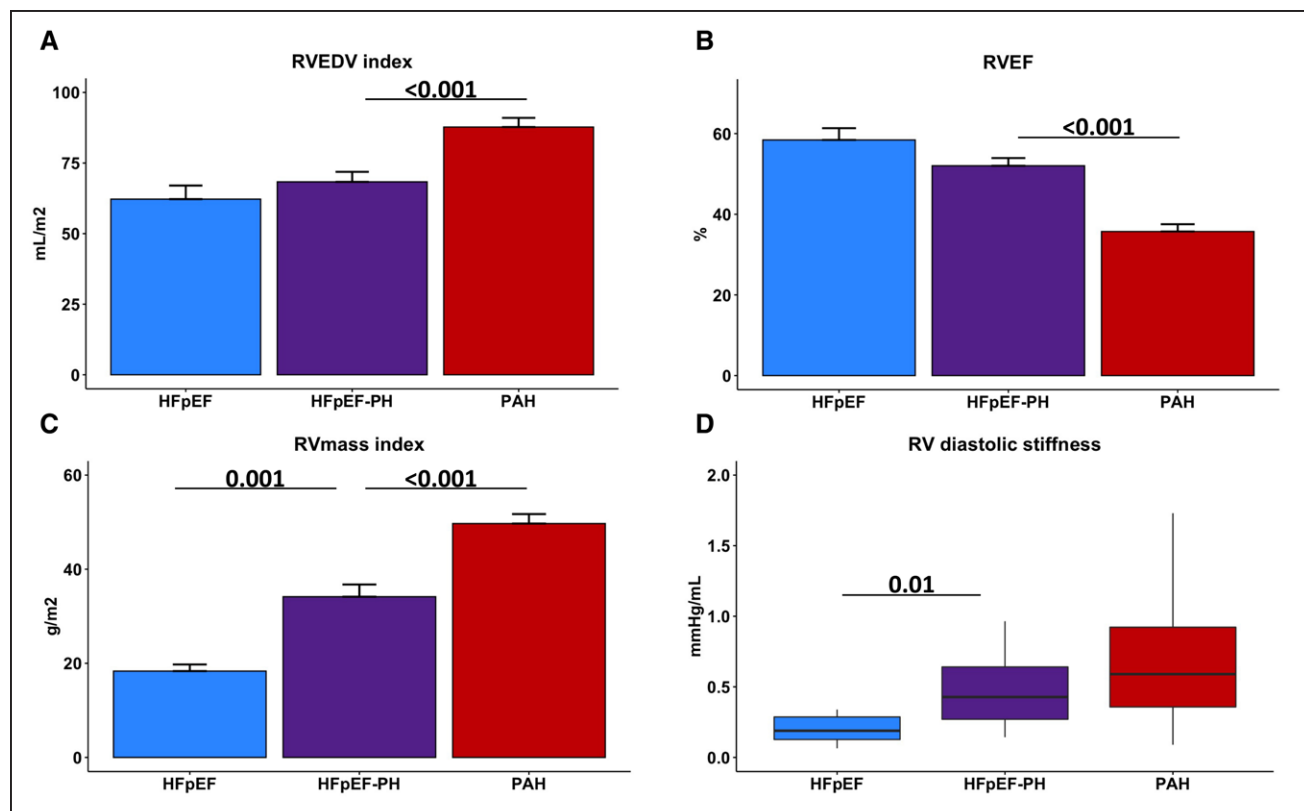 A
RVEDV index
<0.001
100
75
50
25
0
mL/m2
HFpEF
HFpEF-PH
PAH
B
RVEF
<0.001
60
40
20
0
%
HFpEF
HFpEF-PH
PAH
C
RVmass index
0.001
<0.001
60
40
20
0
g/m2
HFpEF
HFpEF-PH
PAH
D
RV diastolic stiffness
0.01
2.0
1.5
1.0
0.5
0.0
mmHg/mL
HFpEF
HFpEF-PH
PAH